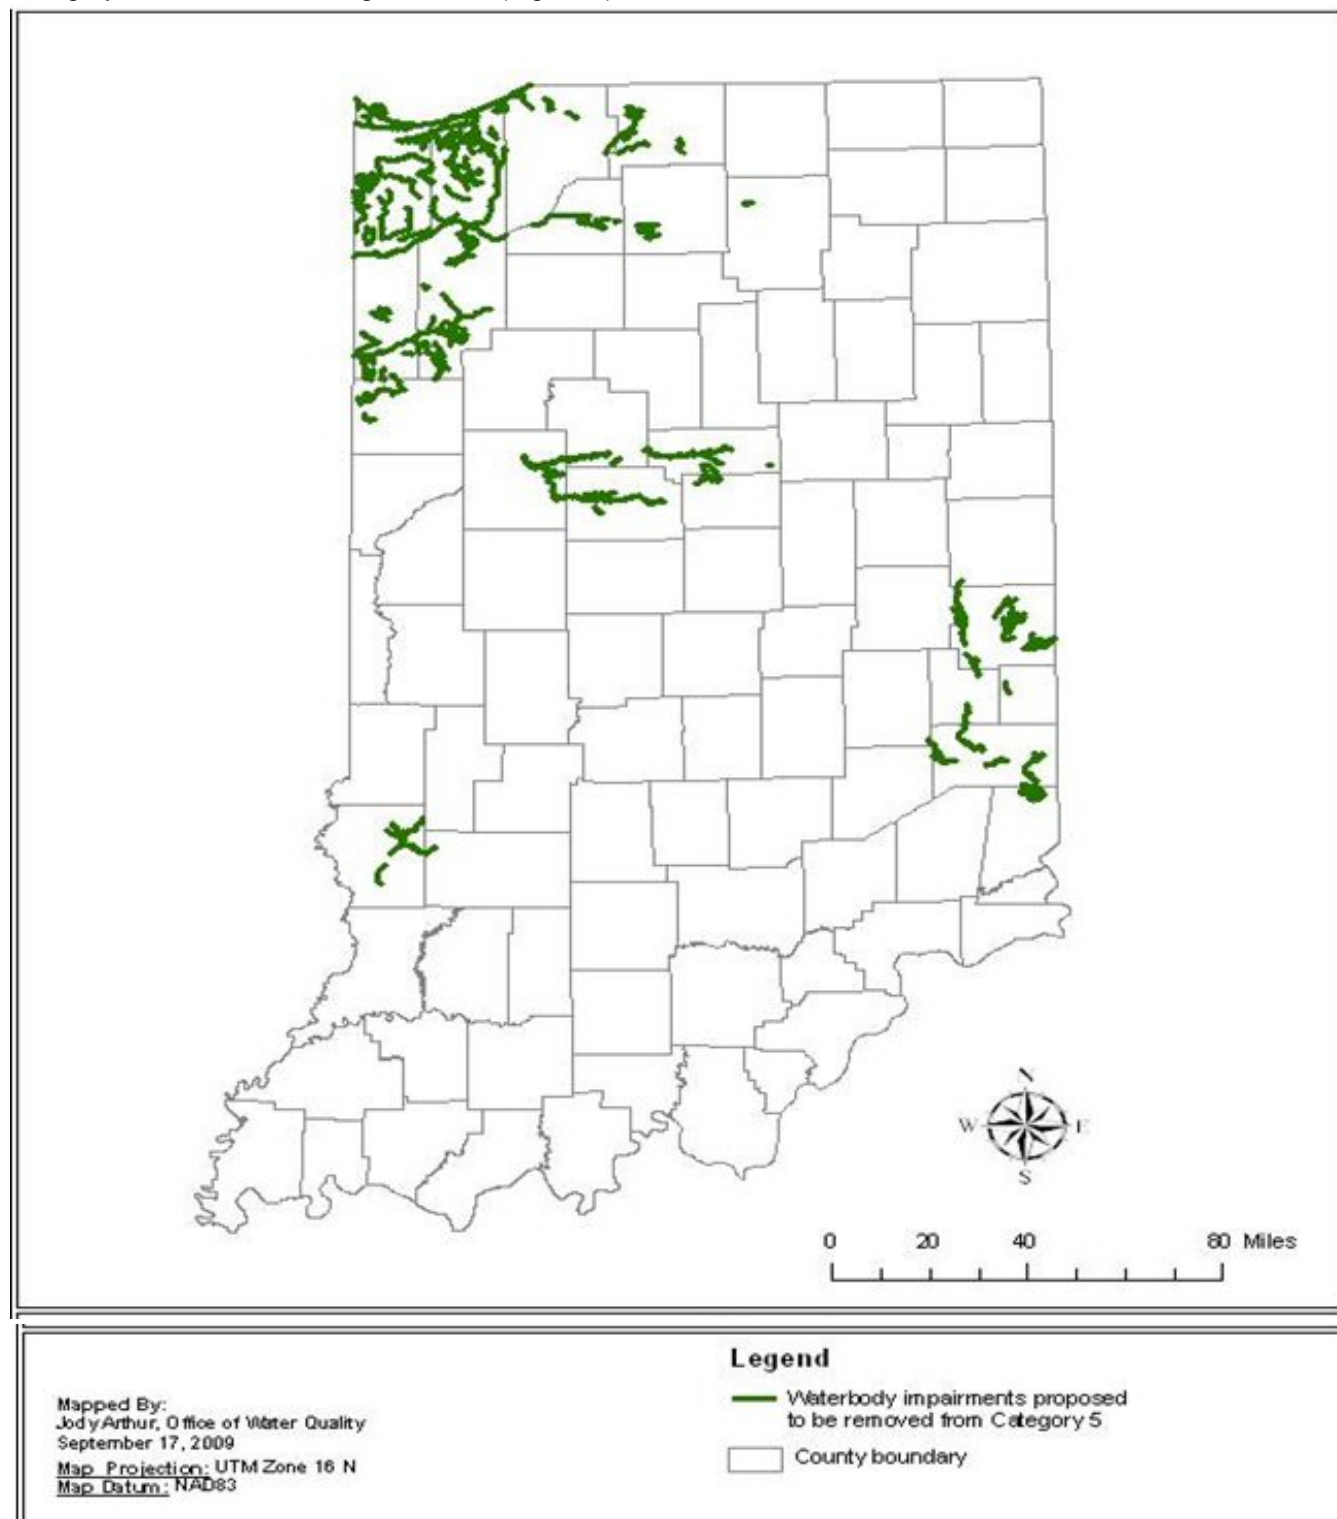 W
E
S
0 20 40 80 Miles
Legend
Waterbody impairments proposed
to be removed from Category 5
County boundary
Mapped By:
Jody Arthur, Office of Water Quality
September 17, 2009
Map Projection: UTM Zone 16 N
Map Datum: NAD83